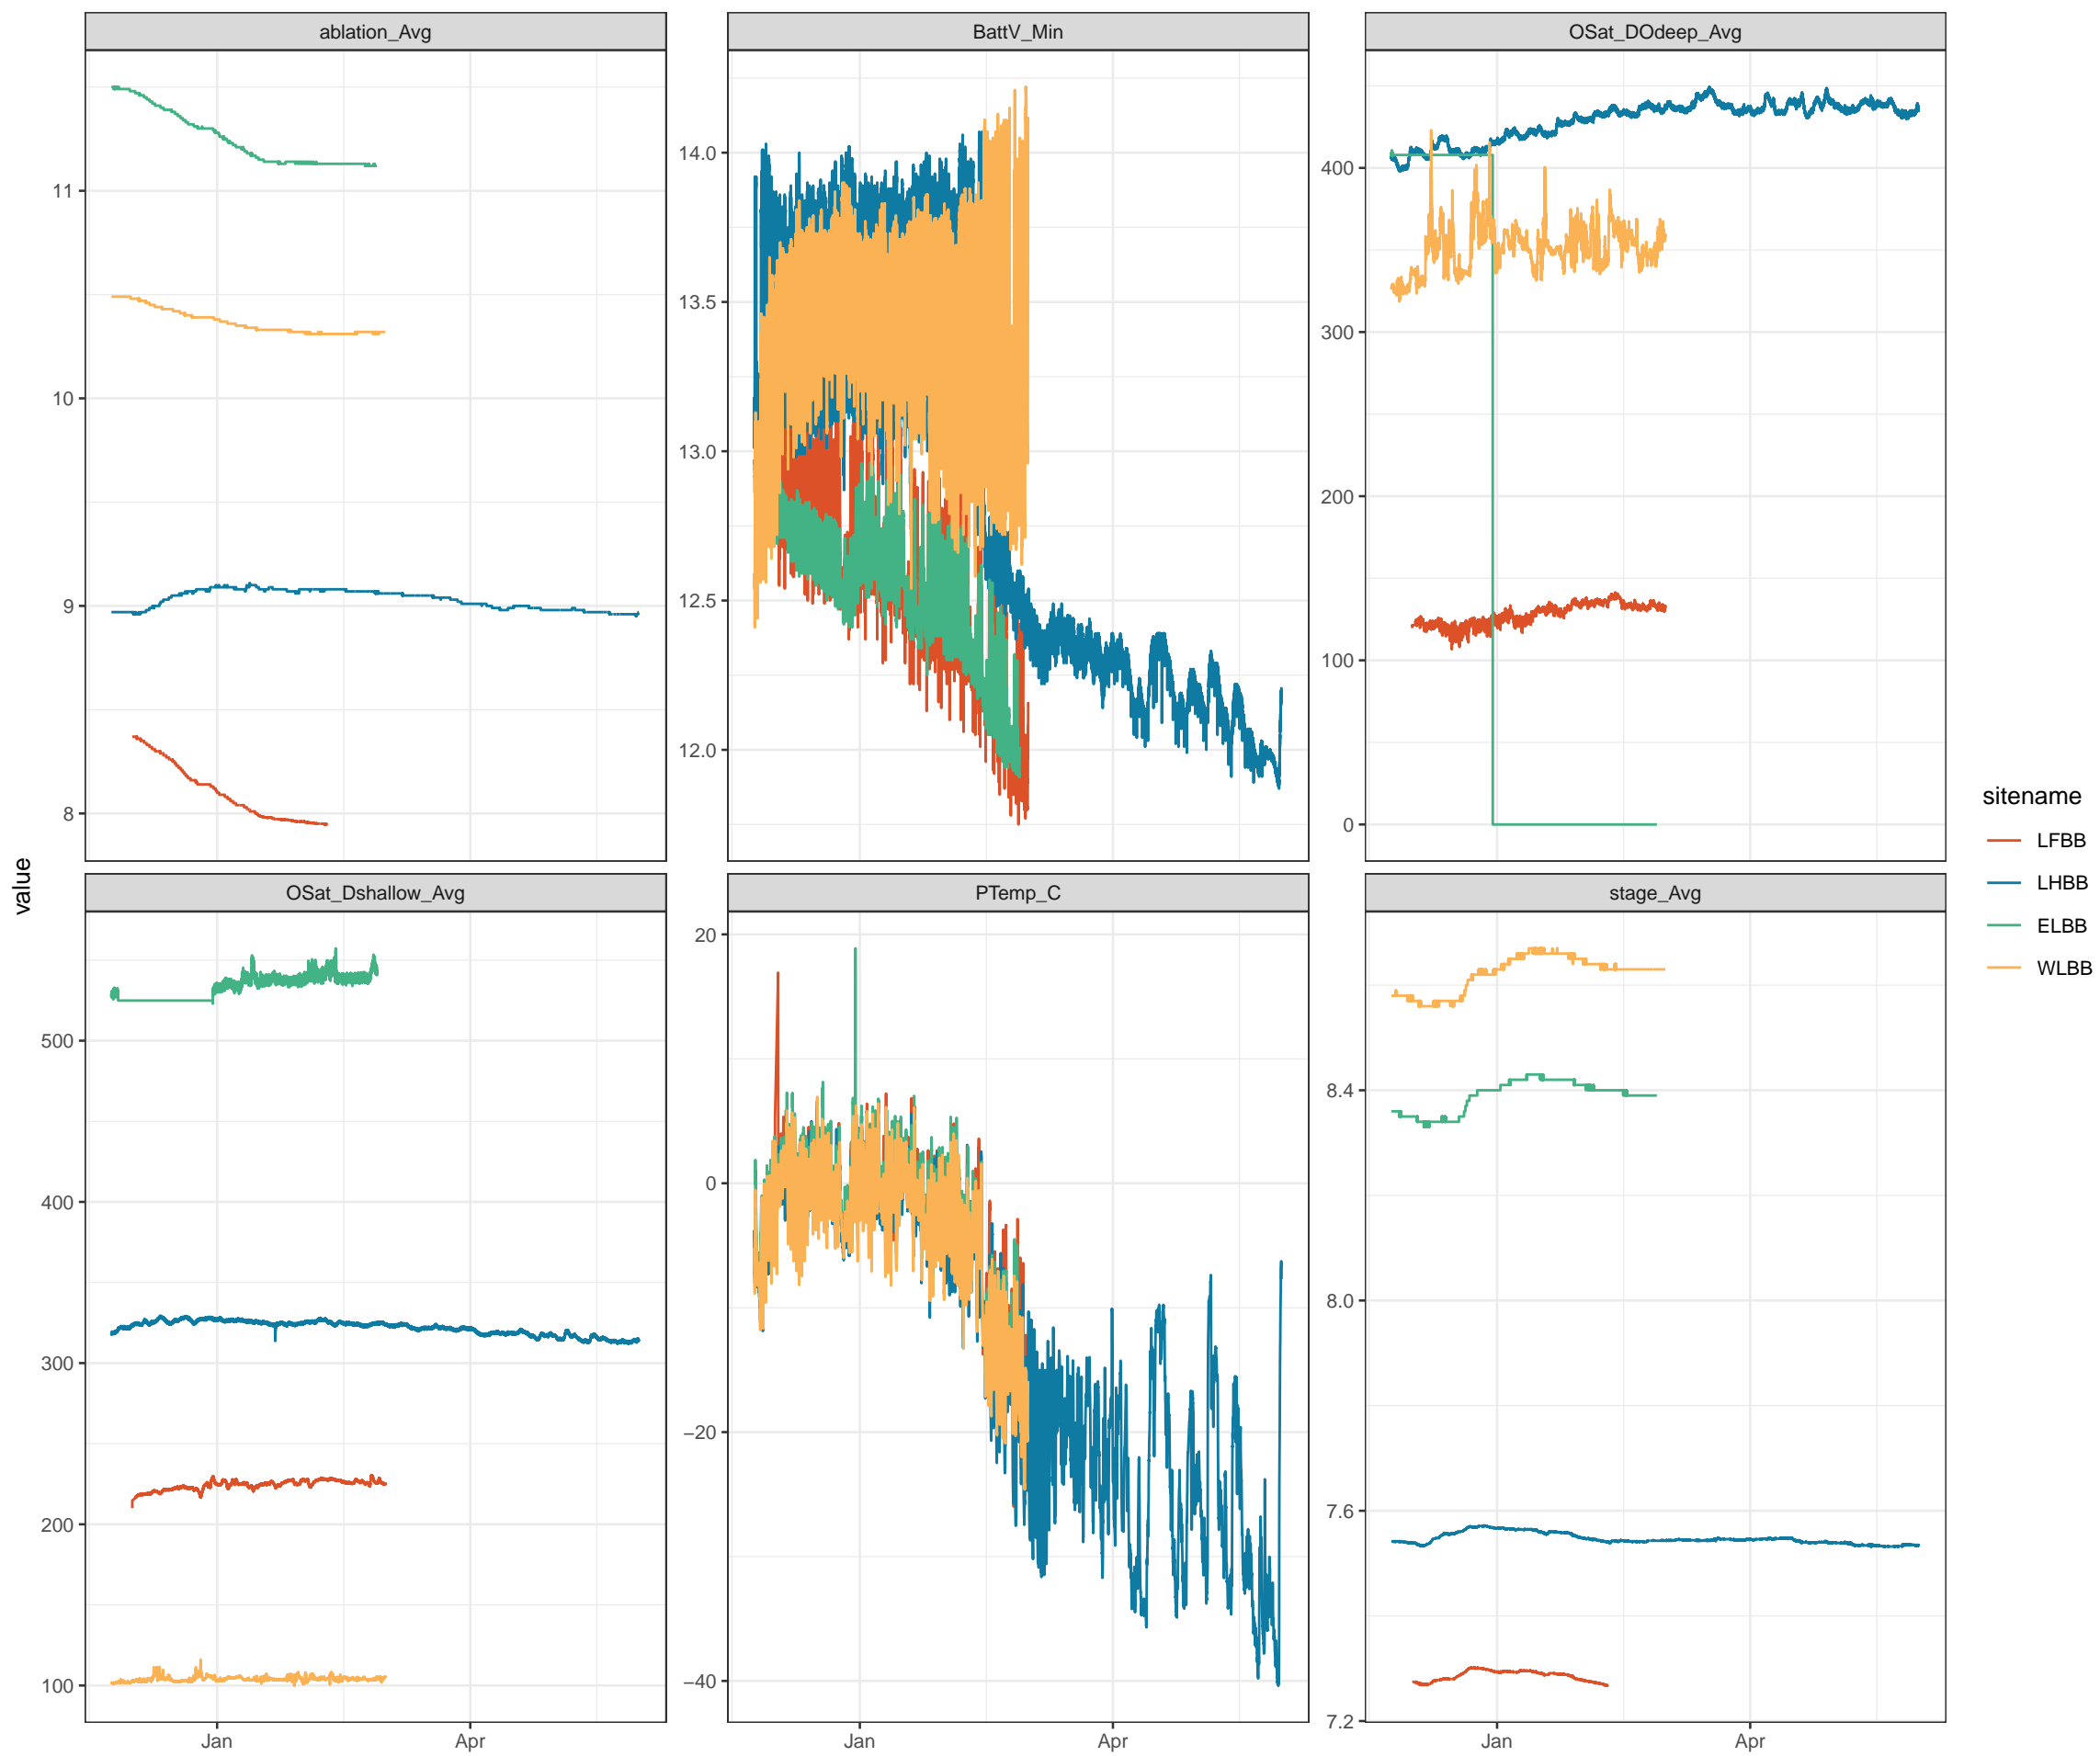 ablation_Avg
BattV_Min
OSat_DOdeep_Avg
11
10
9
8
14.0
13.5
13.0
12.5
12.0
400
300
200
100
0
value
OSat_Dshallow_Avg
PTemp_C
stage_Avg
500
400
300
200
100
20
0
−20
−40
8.4
8.0
7.6
7.2
Jan
Apr
Jan
Apr
Jan
Apr
sitename
LFBB
LHBB
ELBB
WLBB